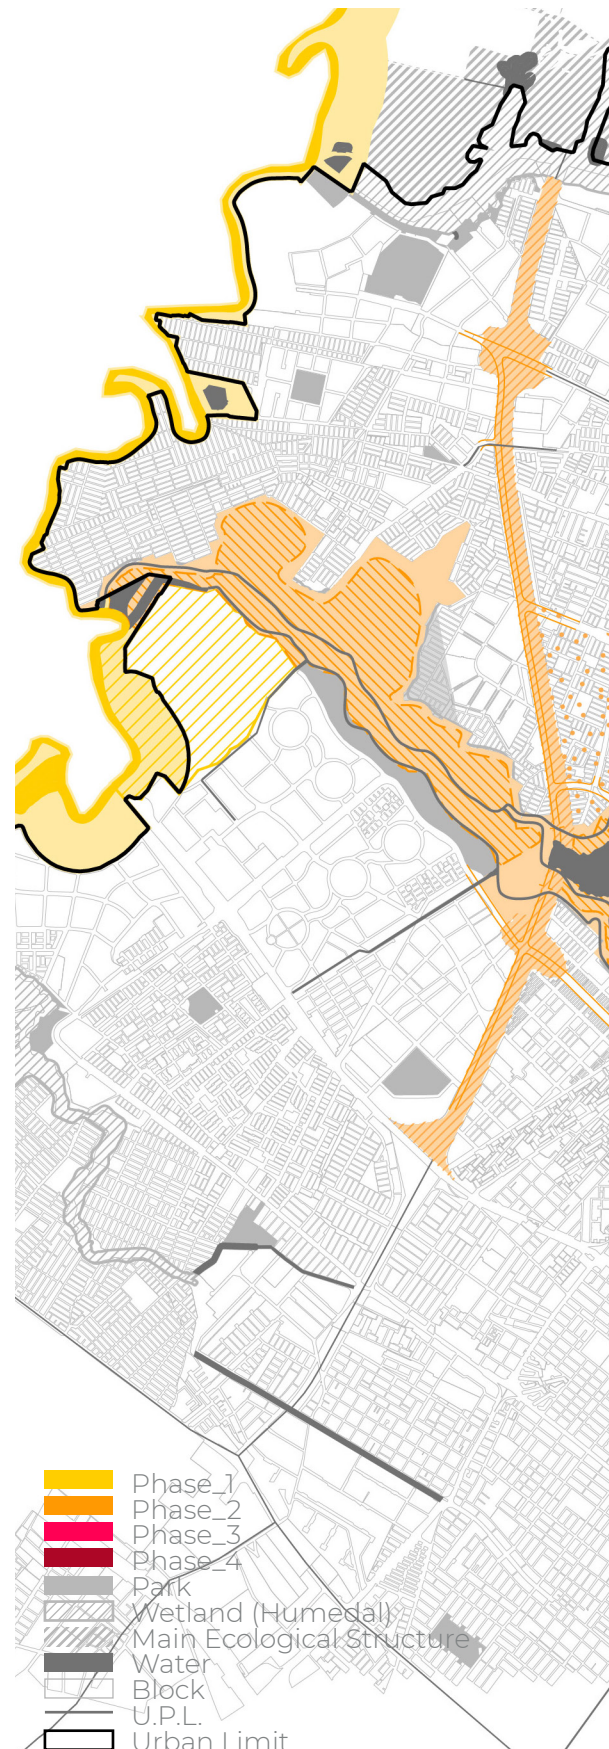 Phase_1
Phase_2
Phase_3
Phase_4
Park
Wetland (Humedal)
Main Ecological Structure
Water
Block
U.P.L.
Urban Limit